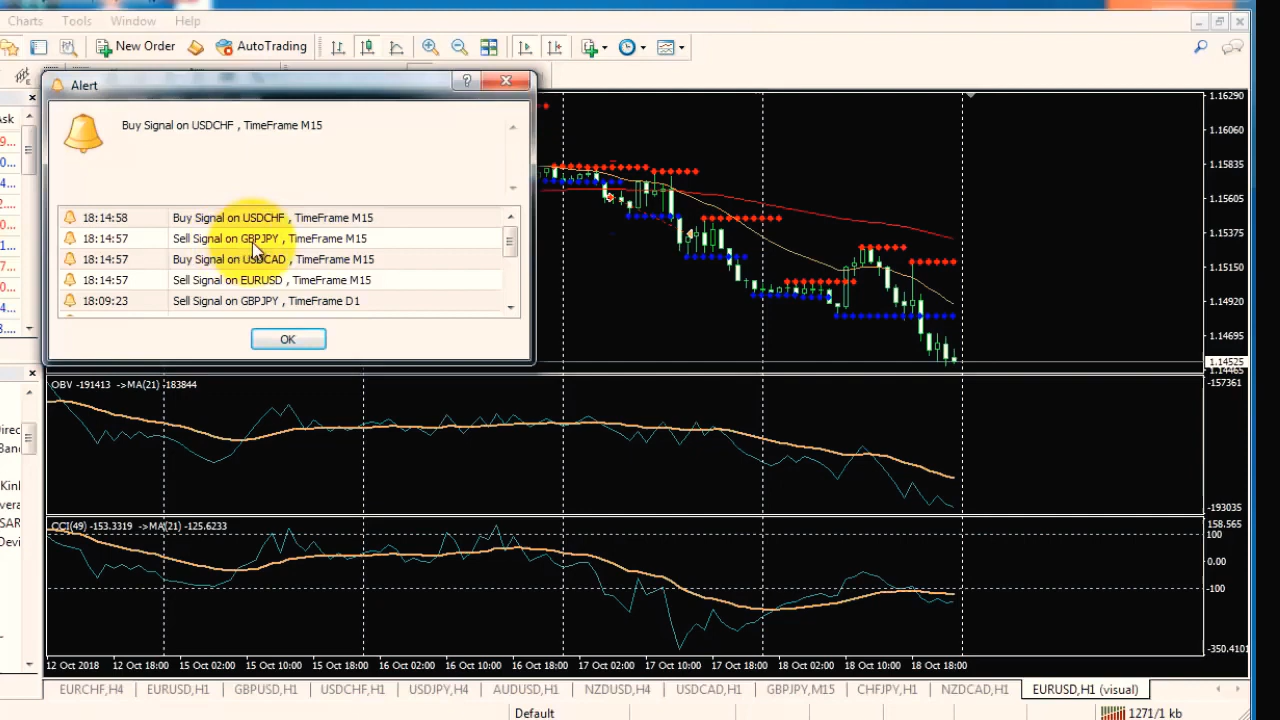 Charts Tools Window Help
New Order AutoTrading
Alert
Buy Signal on USDCHF , TimeFrame M15
18:14:58 Buy Signal on USDCHF , TimeFrame M15
18:14:57 Sell Signal on GBPJPY , TimeFrame M15
18:14:57 Buy Signal on USDCAD , TimeFrame M15
18:14:57 Sell Signal on EURUSD , TimeFrame M15
18:09:23 Sell Signal on GBPJPY , TimeFrame D1
OK
Ask
9...
0...
4...
7...
1...
7...
4...
3...
1.16290
1.16060
1.15835
1.15605
1.15375
1.15150
1.14920
1.14695
1.14525
1.14465
OBV -191413 ->MA(21) -183844
-157361
-193035
CCI(49) -153.3319 ->MA(21) -125.6233
158.565
100
0.00
-100
-350.4101
12 Oct 2018 12 Oct 18:00 15 Oct 02:00 15 Oct 10:00 15 Oct 18:00 16 Oct 02:00 16 Oct 10:00 16 Oct 18:00 17 Oct 02:00 17 Oct 10:00 17 Oct 18:00 18 Oct 02:00 18 Oct 10:00 18 Oct 18:00
EURCHF,H4 EURUSD,H1 GBPUSD,H1 USDCHF,H1 USDJPY,H4 AUDUSD,H1 NZDUSD,H4 USDCAD,H1 GBPJPY,M15 CHFJPY,H1 NZDCAD,H1 EURUSD,H1 (visual)
Default 1271/1 kb